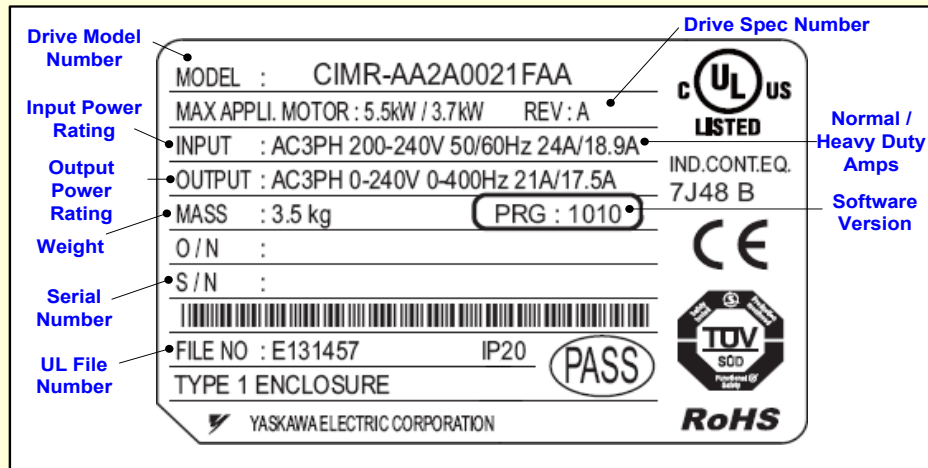 Drive Model
Number
Drive Spec Number
Input Power
Rating
Output
Power
Rating
Weight
Serial
Number
UL File
Number
MODEL : CIMR-AA2A0021FAA
MAX APPLI. MOTOR : 5.5kW / 3.7kW REV : A
INPUT : AC3PH 200-240V 50/60Hz 24A/18.9A
OUTPUT : AC3PH 0-240V 0-400Hz 21A/17.5A
MASS : 3.5 kg PRG : 1010
O / N :
S / N :
FILE NO : E131457 IP20
PASS
TYPE 1 ENCLOSURE
YASKAWA ELECTRIC CORPORATION
C UL US
LISTED
IND.CONT.EQ.
7J48 B
CE
TÜV
SÜD
Functional
Safety
RoHS
Normal /
Heavy Duty
Amps
Software
Version